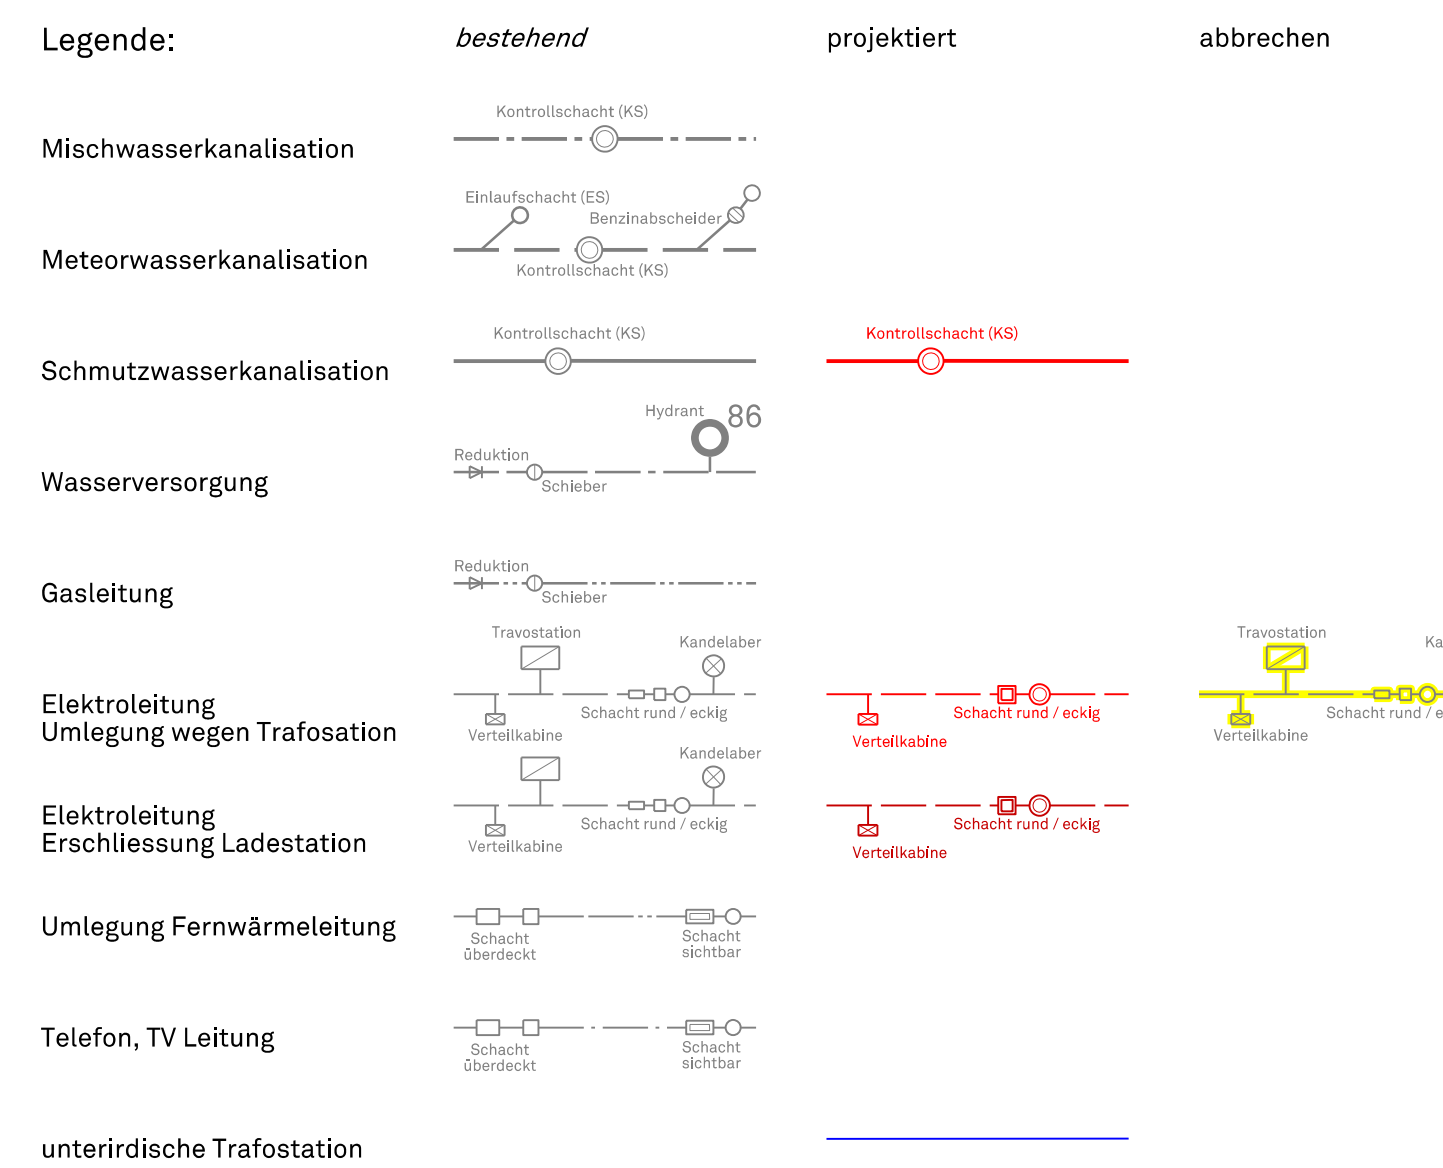 Legende: bestehend projektiert abbrechen
Kontrollschacht (KS)
Mischwasserkanalisation
Einlaufschacht (ES)
Benzinabscheider
Meteorwasserkanalisation
Kontrollschacht (KS)
Kontrollschacht (KS) Kontrollschacht (KS)
Schmutzwasserkanalisation
Hydrant 86
Reduktion
Wasserversorgung
Schieber
Reduktion
Gasleitung
Schieber
Travostation Kandelaber Travostation Ka
Elektroleitung
Schacht rund / eckig Schacht rund / eckig Schacht rund / e
Umlegung wegen Trafosation
Verteilkabine Verteilkabine Verteilkabine
Kandelaber
Elektroleitung
Schacht rund / eckig Schacht rund / eckig
Erschliessung Ladestation
Verteilkabine Verteilkabine
Umlegung Fernwärmeleitung
Schacht Schacht
überdeckt sichtbar
Telefon, TV Leitung
Schacht Schacht
überdeckt sichtbar
unterirdische Trafostation